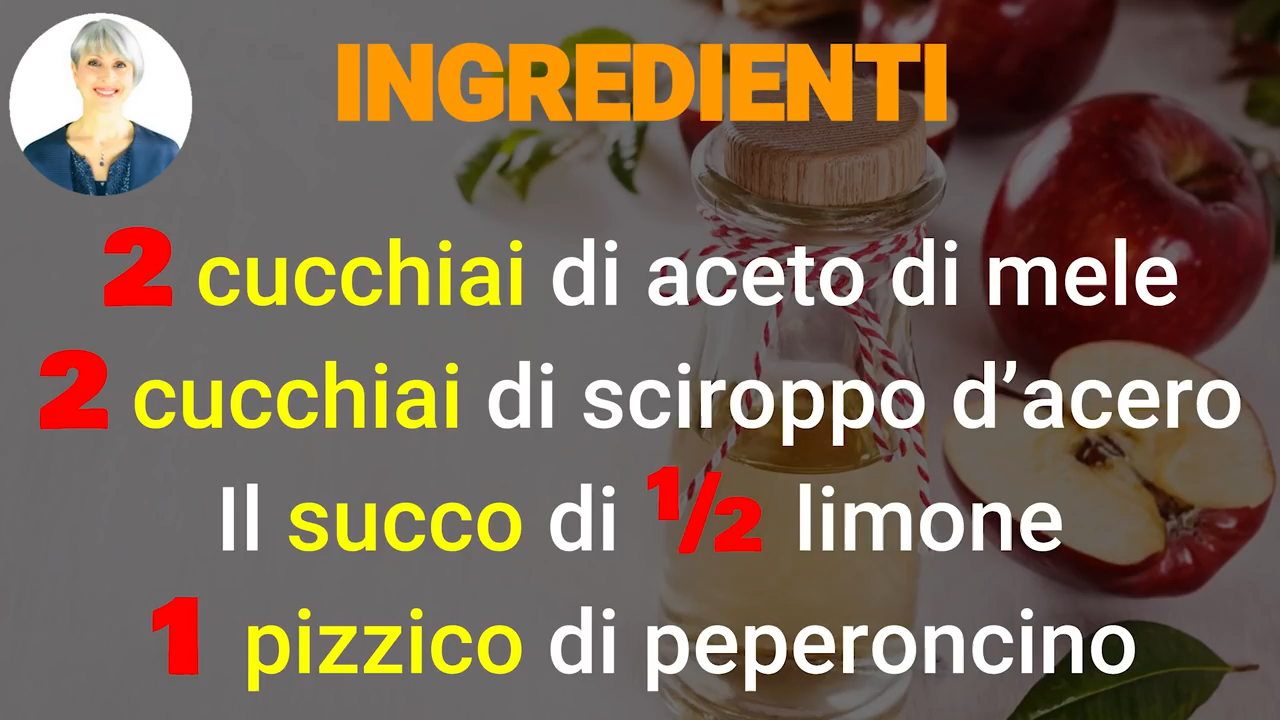 INGREDIENTI
2 cucchiai di aceto di mele
2 cucchiai di sciroppo d’acero
Il succo di ½ limone
1 pizzico di peperoncino